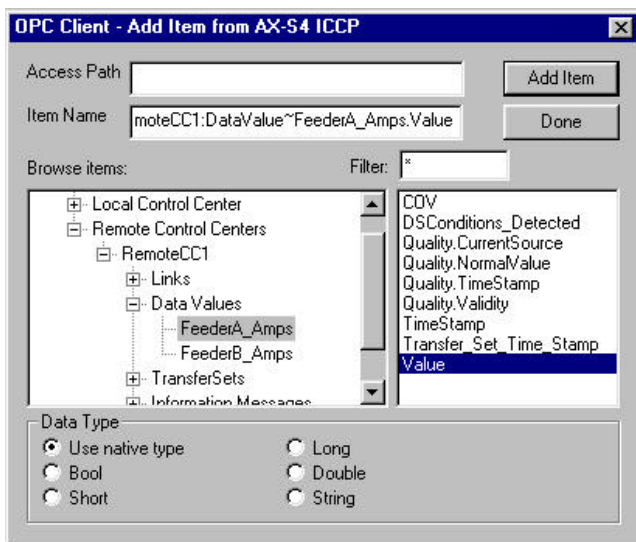 OPC Client - Add Item from AX-S4 ICCP
Access Path
Add Item
Item Name
moteCC1:DataValue~FeederA_Amps.Value
Done
Browse items:
Filter:
*
Local Control Center
Remote Control Centers
RemoteCC1
Links
Data Values
FeederA_Amps
FeederB_Amps
TransferSets
Information Messages
COV
DSConditions_Detected
Quality.CurrentSource
Quality.NormalValue
Quality.TimeStamp
Quality.Validity
TimeStamp
Transfer_Set_Time_Stamp
Value
Data Type
Use native type
Long
Bool
Double
Short
String